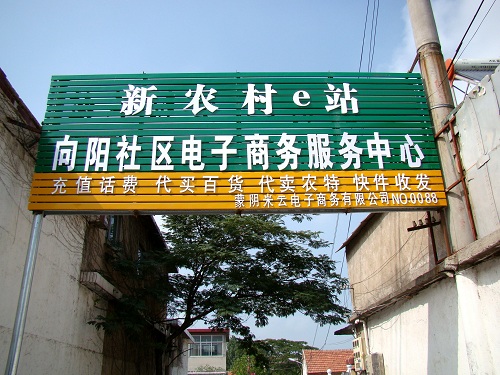 新农村e站
向阳社区电子商务服务中心
充值话费 代买百货 代卖农特 快件收发
蒙阴米云电子商务有限公司NO.0088